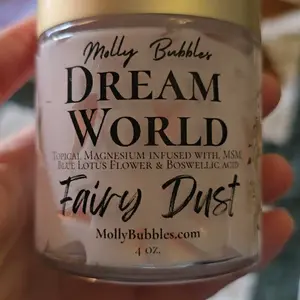 Molly Bubbles
DREAM
WORLD
TOPICAL MAGNESIUM INFUSED WITH, MSM,
BLUE LOTUS FLOWER & BOSWELLIC ACID
Fairy Dust
MollyBubbles.com
4 oz.